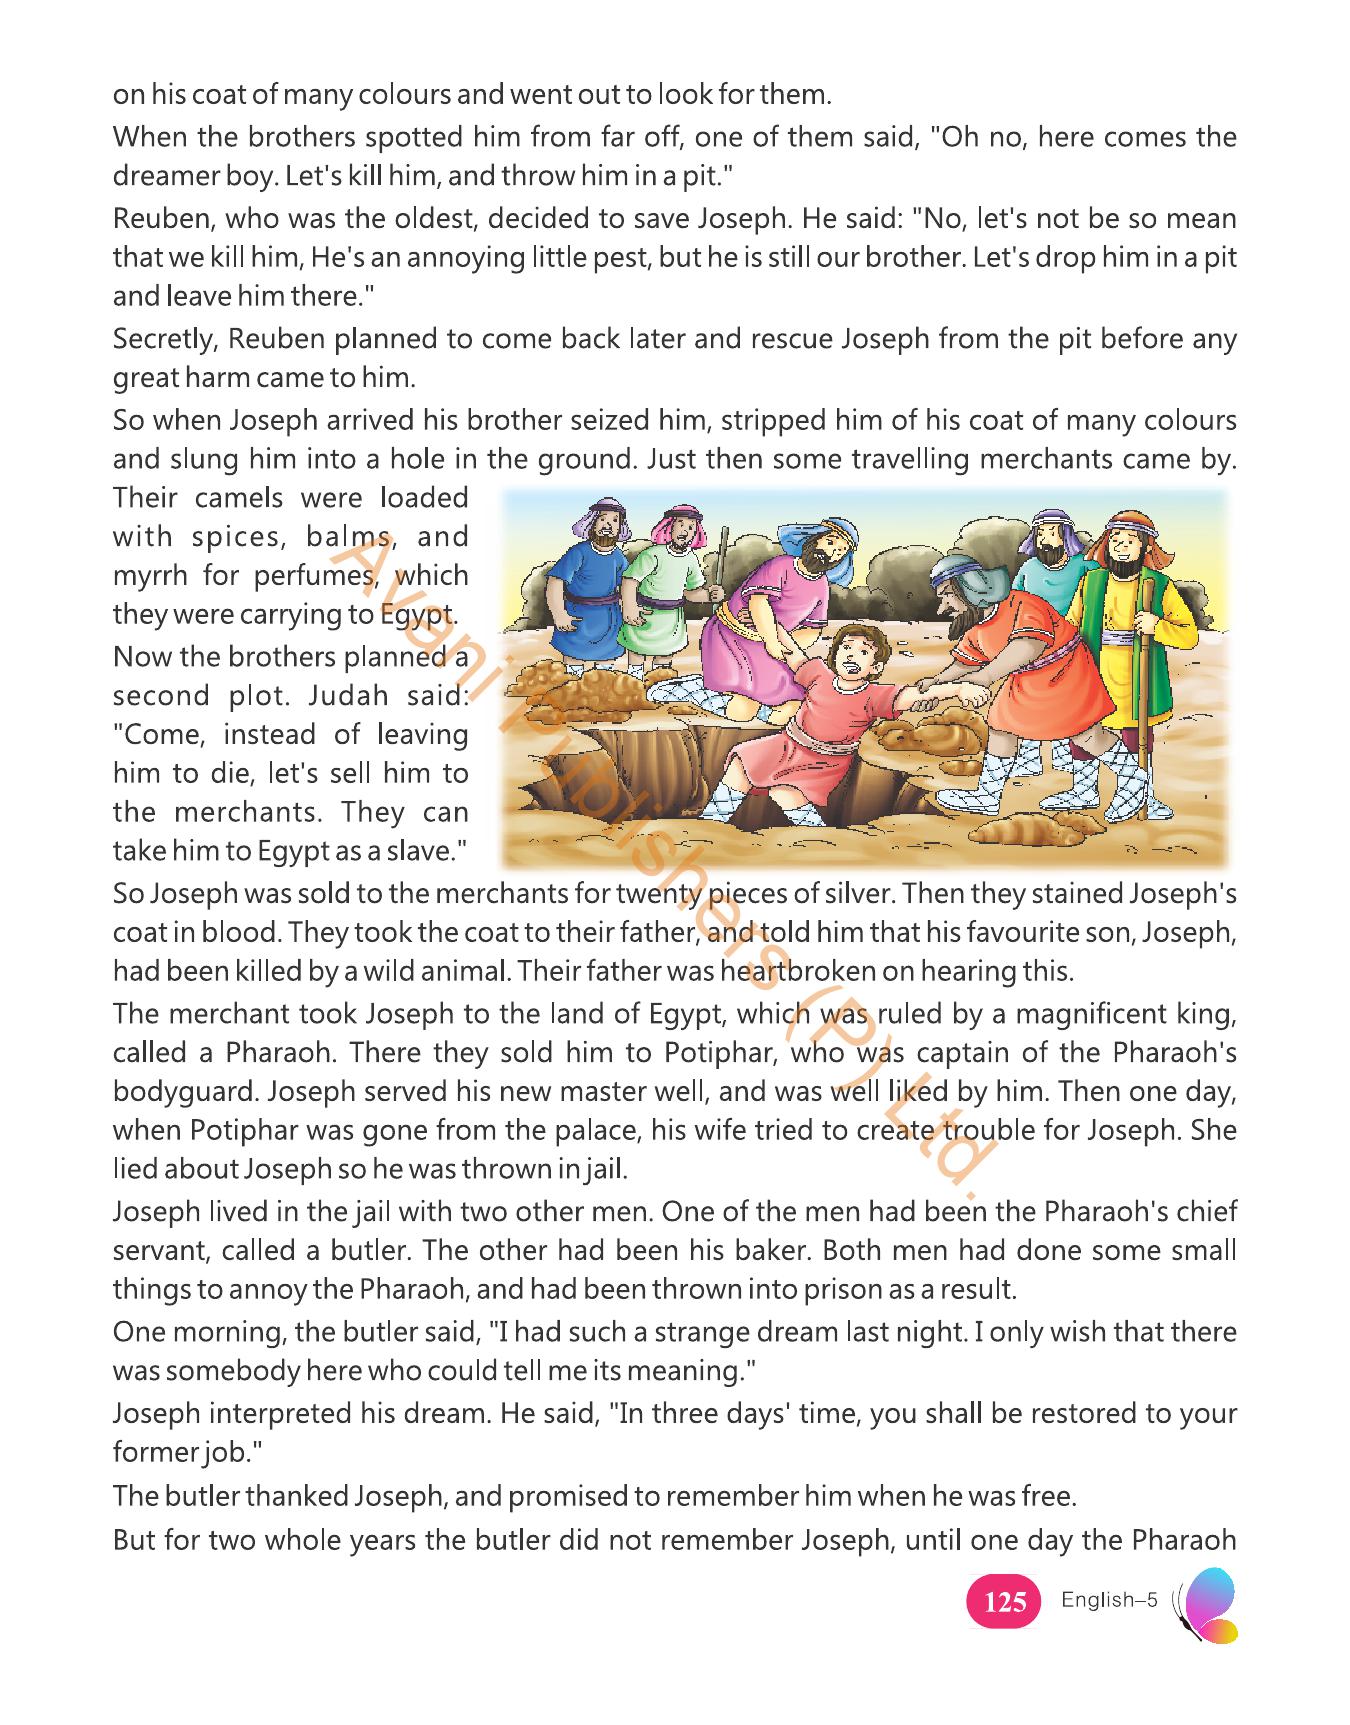 on his coat of many colours and went out to look for them.
When the brothers spotted him from far off, one of them said, "Oh no, here comes the
dreamer boy. Let's kill him, and throw him in a pit."
Reuben, who was the oldest, decided to save Joseph. He said: "No, let's not be so mean
that we kill him, He's an annoying little pest, but he is still our brother. Let's drop him in a pit
and leave him there."
Secretly, Reuben planned to come back later and rescue Joseph from the pit before any
great harm came to him.
So when Joseph arrived his brother seized him, stripped him of his coat of many colours
and slung him into a hole in the ground. Just then some travelling merchants came by.
Their camels were loaded
with spices, balms, and
myrrh for perfumes, which
they were carrying to Egypt.
Now the brothers planned a
second plot. Judah said:
"Come, instead of leaving
him to die, let's sell him to
the merchants. They can
take him to Egypt as a slave."
So Joseph was sold to the merchants for twenty pieces of silver. Then they stained Joseph's
coat in blood. They took the coat to their father, and told him that his favourite son, Joseph,
had been killed by a wild animal. Their father was heartbroken on hearing this.
The merchant took Joseph to the land of Egypt, which was ruled by a magnificent king,
called a Pharaoh. There they sold him to Potiphar, who was captain of the Pharaoh's
bodyguard. Joseph served his new master well, and was well liked by him. Then one day,
when Potiphar was gone from the palace, his wife tried to create trouble for Joseph. She
lied about Joseph so he was thrown in jail.
Joseph lived in the jail with two other men. One of the men had been the Pharaoh's chief
servant, called a butler. The other had been his baker. Both men had done some small
things to annoy the Pharaoh, and had been thrown into prison as a result.
One morning, the butler said, "I had such a strange dream last night. I only wish that there
was somebody here who could tell me its meaning."
Joseph interpreted his dream. He said, "In three days' time, you shall be restored to your
former job."
The butler thanked Joseph, and promised to remember him when he was free.
But for two whole years the butler did not remember Joseph, until one day the Pharaoh
125 English–5
Avani Publishers (P) Ltd.